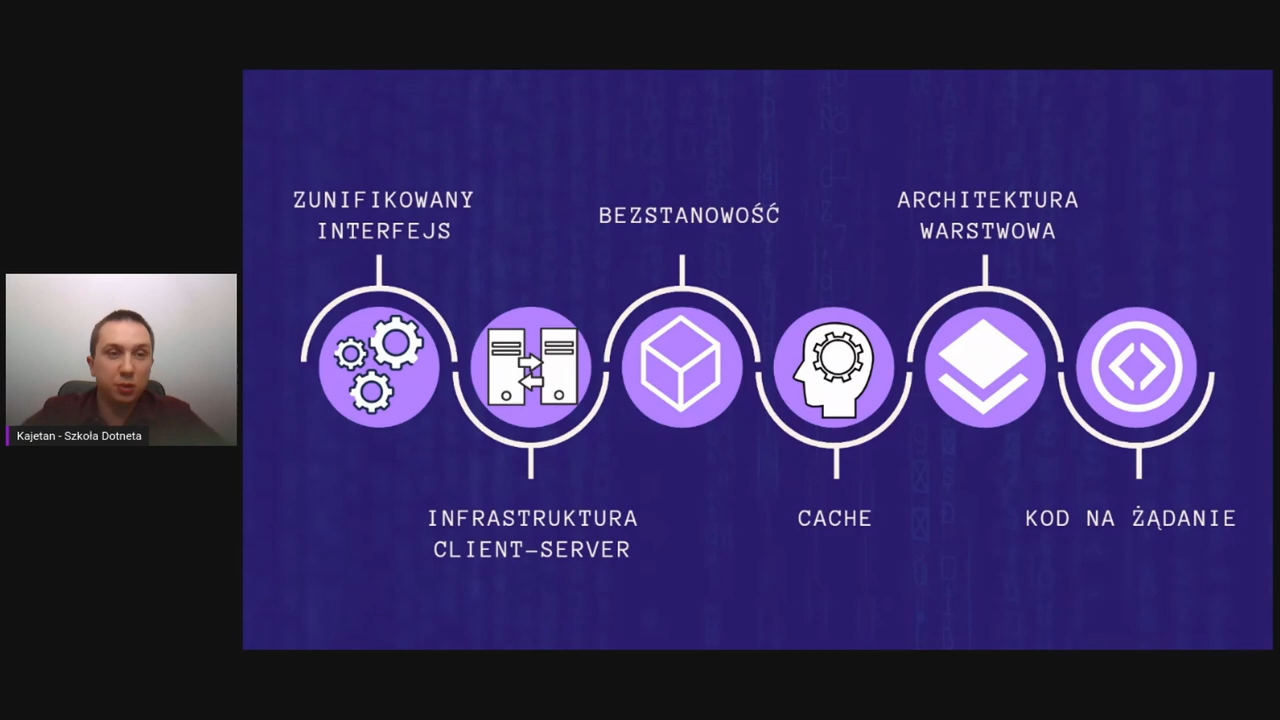 ZUNIFIKOWANY
INTERFEJS
BEZSTANOWOŚĆ
ARCHITEKTURA
WARSTWOWA
INFRASTRUKTURA
CLIENT-SERVER
CACHE
KOD NA ŻĄDANIE
Kajetan - Szkoła Dotneta